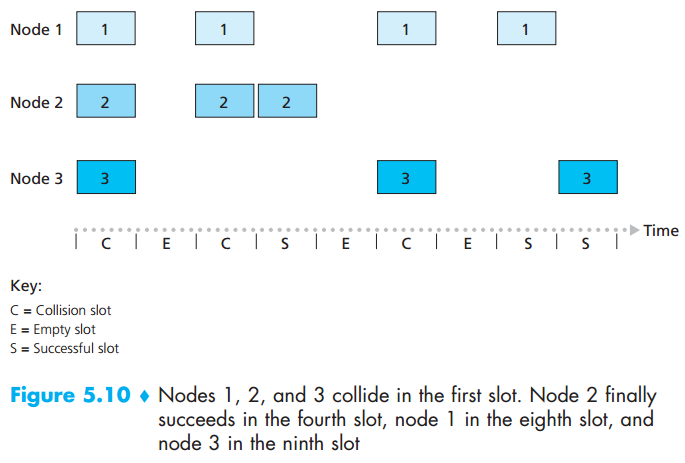 Node 1 1 1 1 1
Node 2 2 2 2
Node 3 3 3 3
Time
C E C S E C E S S
Key:
C = Collision slot
E = Empty slot
S = Successful slot
Figure 5.10 ♦ Nodes 1, 2, and 3 collide in the first slot. Node 2 finally
succeeds in the fourth slot, node 1 in the eighth slot, and
node 3 in the ninth slot